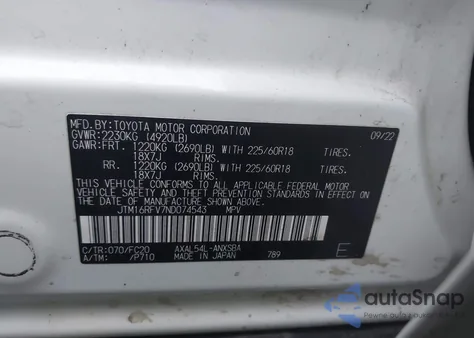 MFD. BY: TOYOTA MOTOR CORPORATION 09/22
GVWR: 2230KG (4920LB)
GAWR: FRT. 1220KG (2690LB) WITH 225/60R18 TIRES.
18X7J RIMS.
RR. 1220KG (2690LB) WITH 225/60R18 TIRES.
18X7J RIMS.
THIS VEHICLE CONFORMS TO ALL APPLICABLE FEDERAL MOTOR
VEHICLE SAFETY AND THEFT PREVENTION STANDARDS IN EFFECT ON THE
DATE OF MANUFACTURE SHOWN ABOVE.
JTM16RFV7ND074543 MPV
C/TR: 070/FC20 AXAL54L-ANXSBA E
A/TM: /P710 MADE IN JAPAN 789
autoSnap